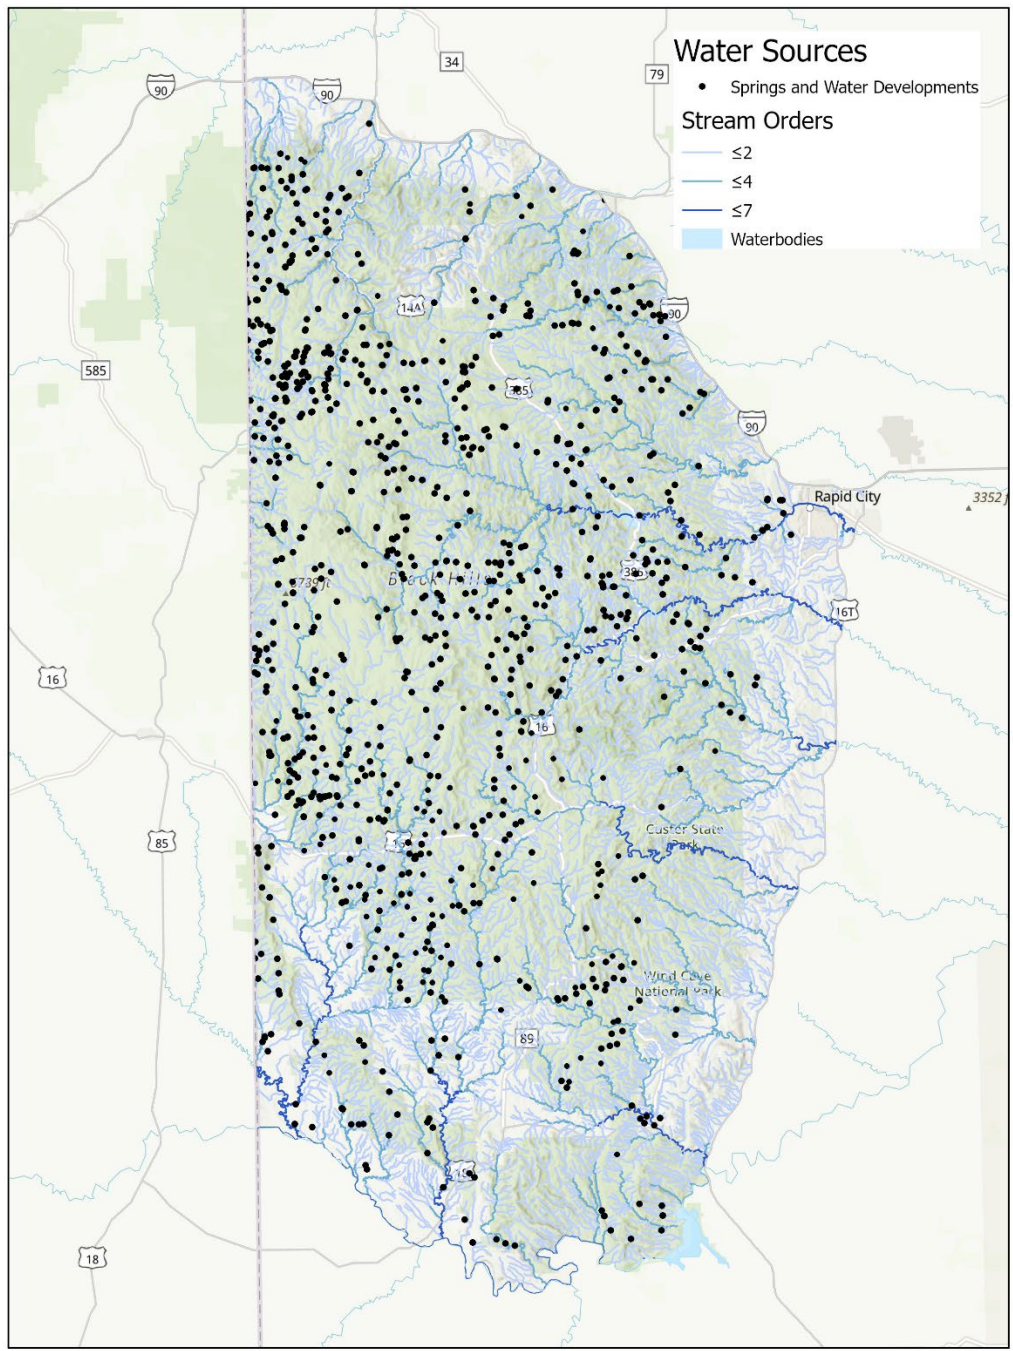 Water Sources
Springs and Water Developments
Stream Orders
≤2
≤4
≤7
Waterbodies
34
79
90
90
14A
90
585
385
90
Rapid City
3352 f
385
Black Hills
16T
16
16
Custer State
Park
85
Wind Cave
National Park
89
18